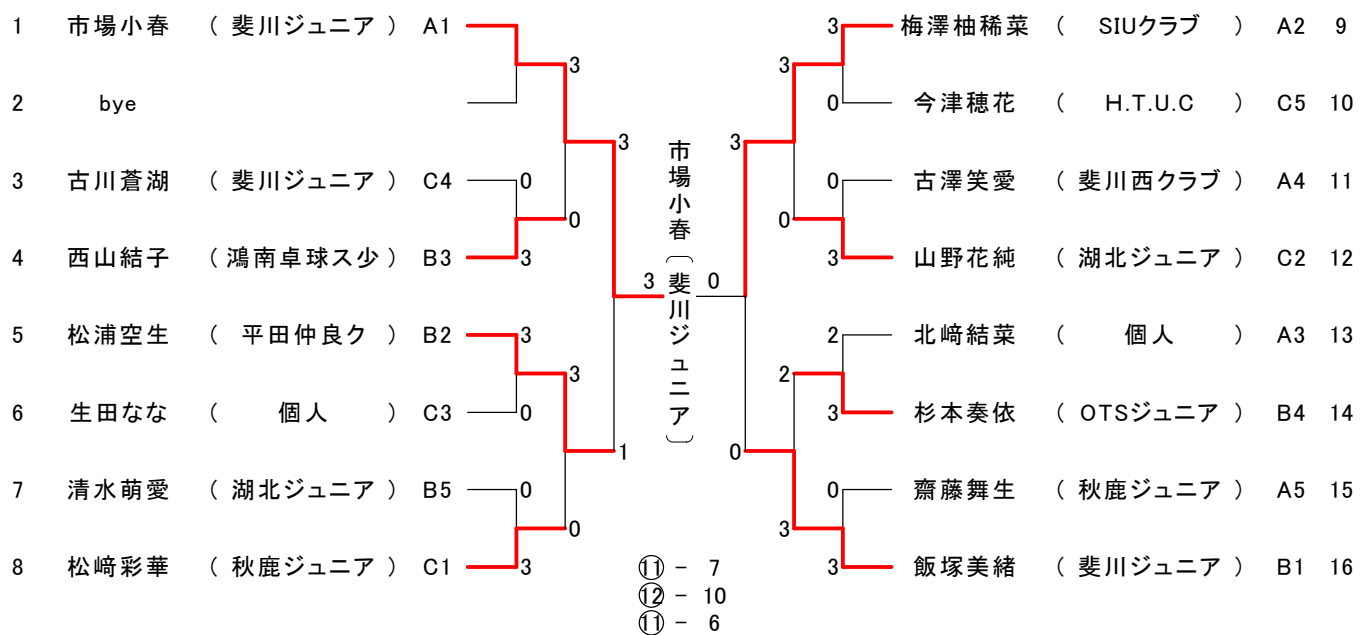 1 市場小春 ( 斐川ジュニア ) A1
2 bye
3 古川蒼湖 ( 斐川ジュニア ) C4 0
4 西山結子 ( 鴻南卓球ス少 ) B3 3
5 松浦空生 ( 平田仲良ク ) B2 3
6 生田なな ( 個人 ) C3 0
7 清水萌愛 ( 湖北ジュニア ) B5 0
8 松﨑彩華 ( 秋鹿ジュニア ) C1 3
3
0
3
0
3
1
3
市場小春(斐川ジュニア)
0
3
0
3
0
2
3
3 梅澤柚稀菜 ( SIUクラブ ) A2 9
0 今津穂花 ( H.T.U.C ) C5 10
0 古澤笑愛 ( 斐川西クラブ ) A4 11
3 山野花純 ( 湖北ジュニア ) C2 12
2 北﨑結菜 ( 個人 ) A3 13
3 杉本奏依 ( OTSジュニア ) B4 14
0 齋藤舞生 ( 秋鹿ジュニア ) A5 15
3 飯塚美緒 ( 斐川ジュニア ) B1 16
⑪ - 7
⑫ - 10
⑪ - 6